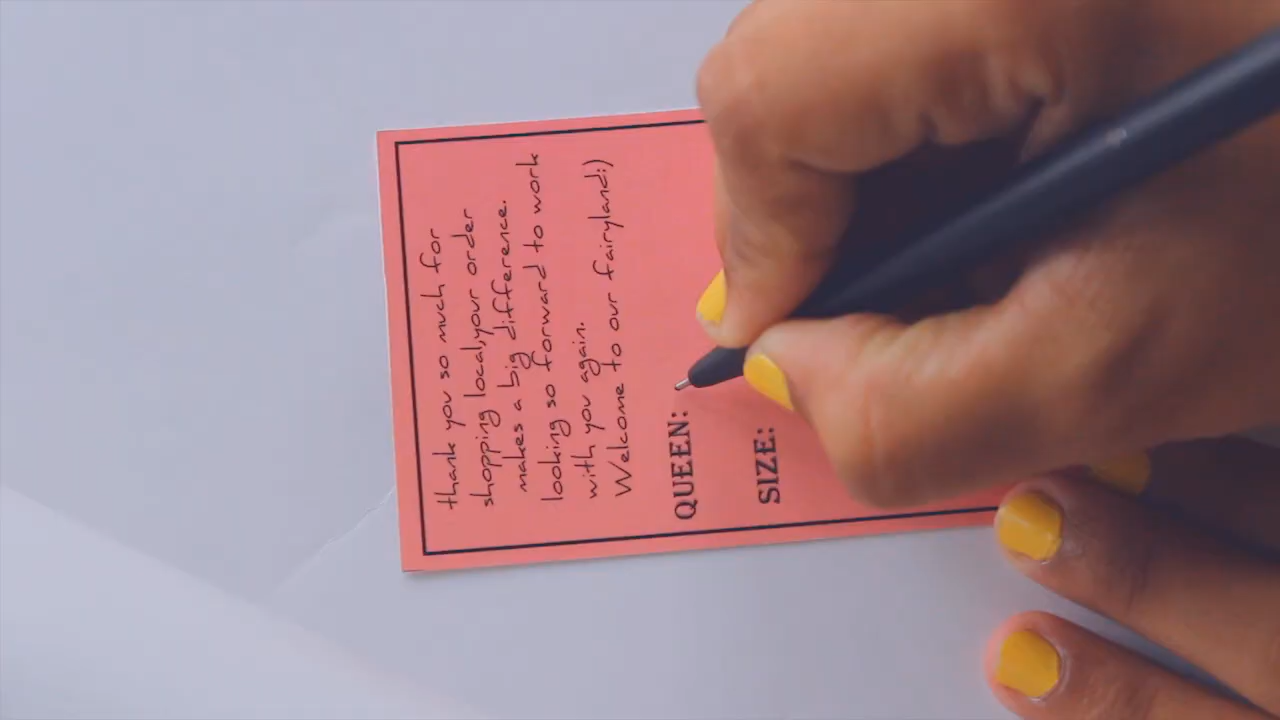 thank you so much for
shopping local,your order
makes a big difference.
looking so forward to work
with you again.
Welcome to our fairyland:)
QUEEN:
SIZE: